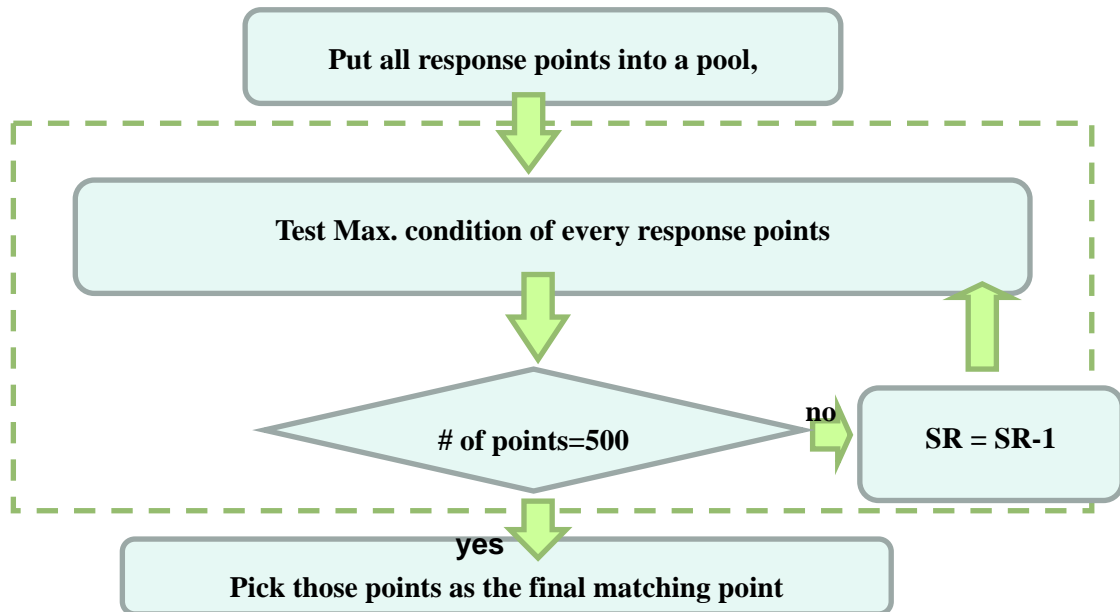 Put all response points into a pool,
Test Max. condition of every response points
# of points=500
no
SR = SR-1
yes
Pick those points as the final matching point